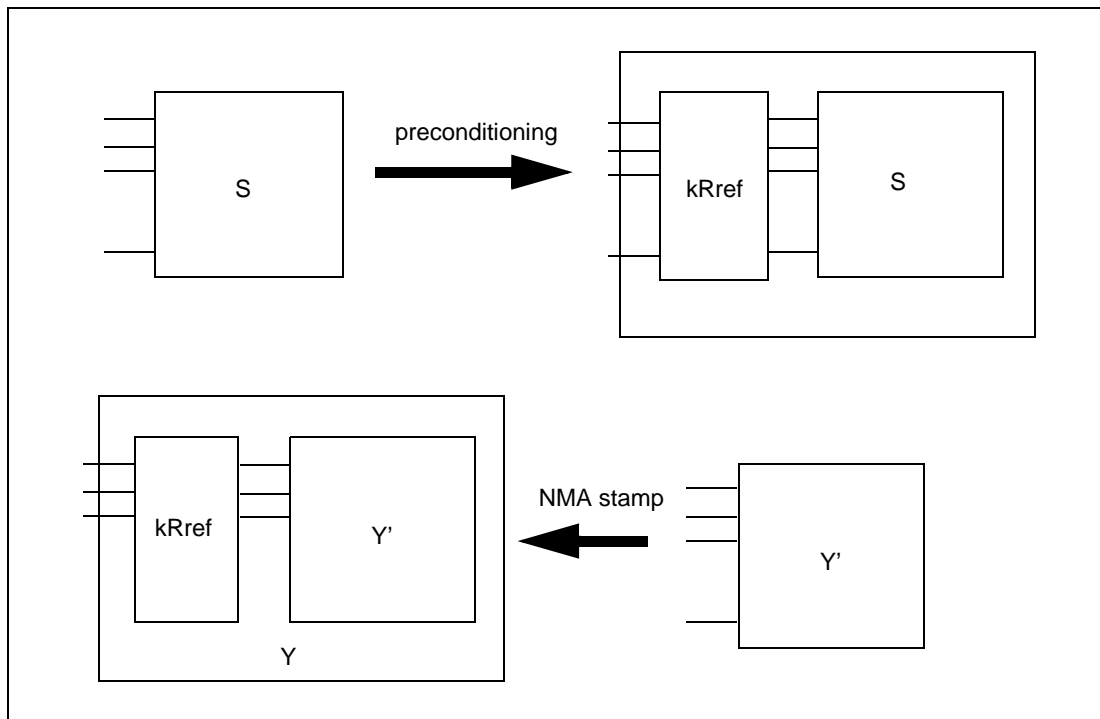 preconditioning
S
kRref
S
NMA stamp
kRref
Y’
Y’
Y